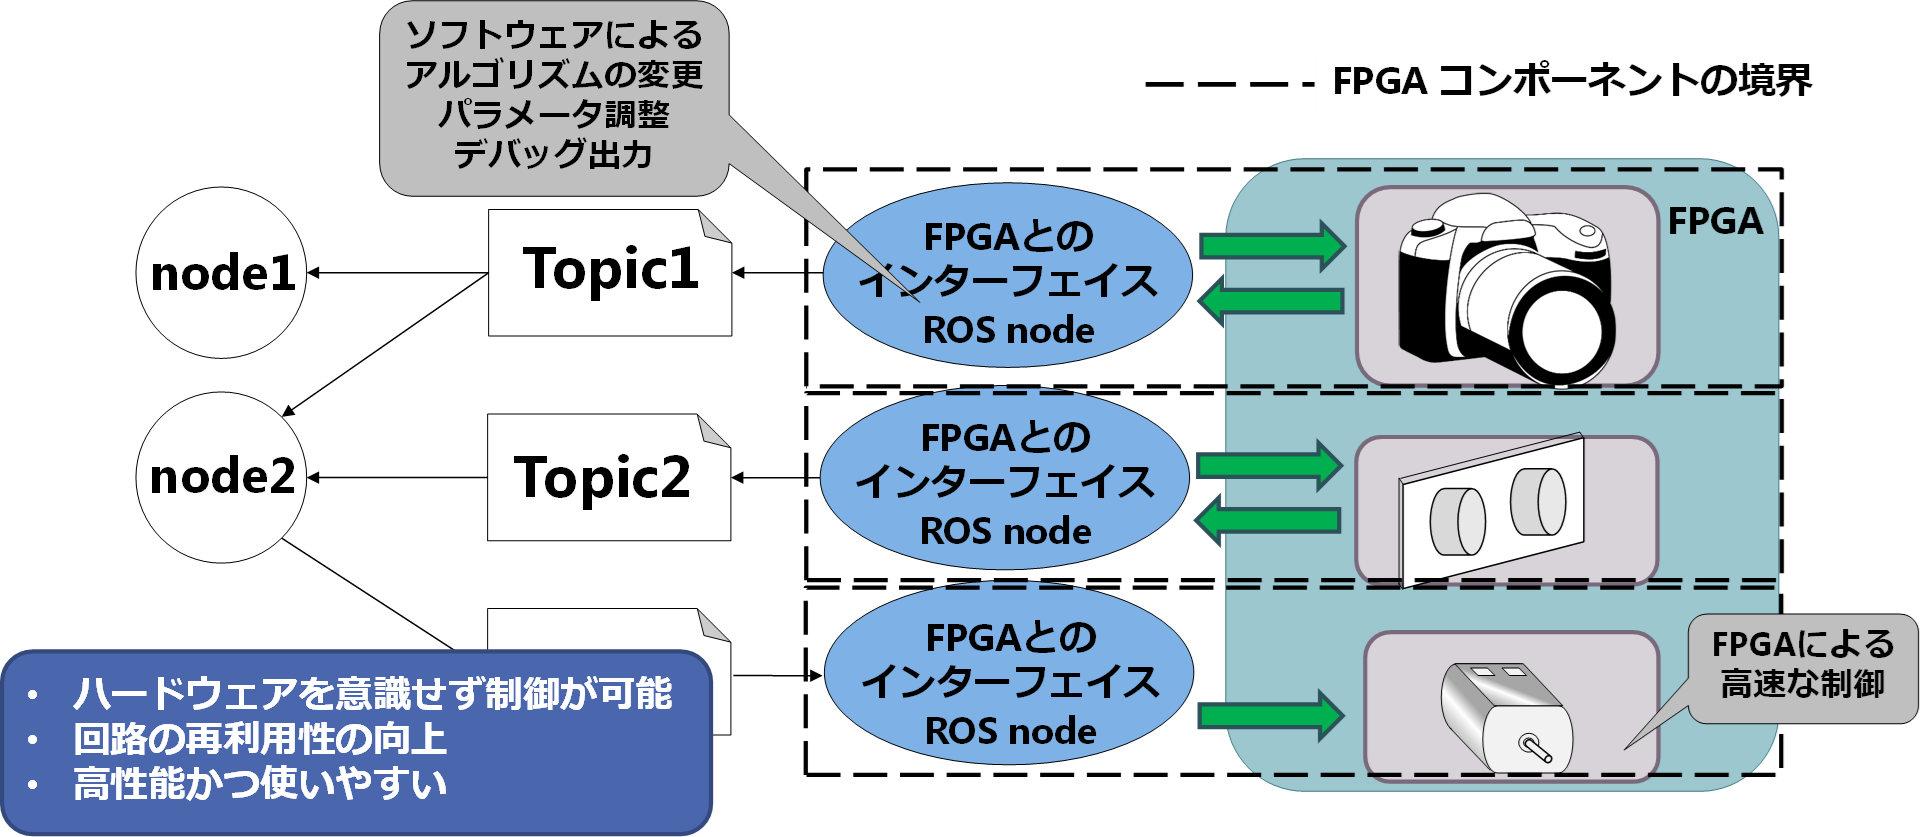 ソフトウェアによる
アルゴリズムの変更
パラメータ調整
デバッグ出力
FPGA コンポーネントの境界
node1
Topic1
FPGAとの
インターフェイス
ROS node
FPGA
node2
Topic2
FPGAとの
インターフェイス
ROS node
FPGAとの
インターフェイス
ROS node
FPGAによる
高速な制御
• ハードウェアを意識せず制御が可能
• 回路の再利用性の向上
• 高性能かつ使いやすい